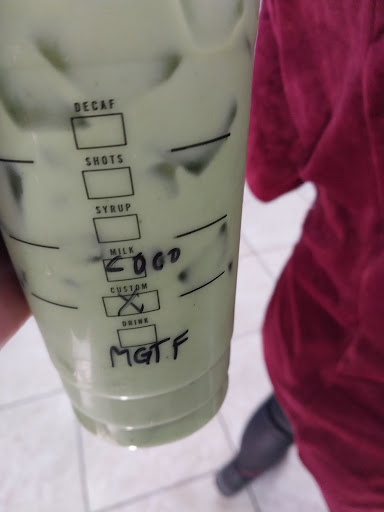 DECAF
SHOTS
SYRUP
MILK
COCO
CUSTOM
X
DRINK
MGTF